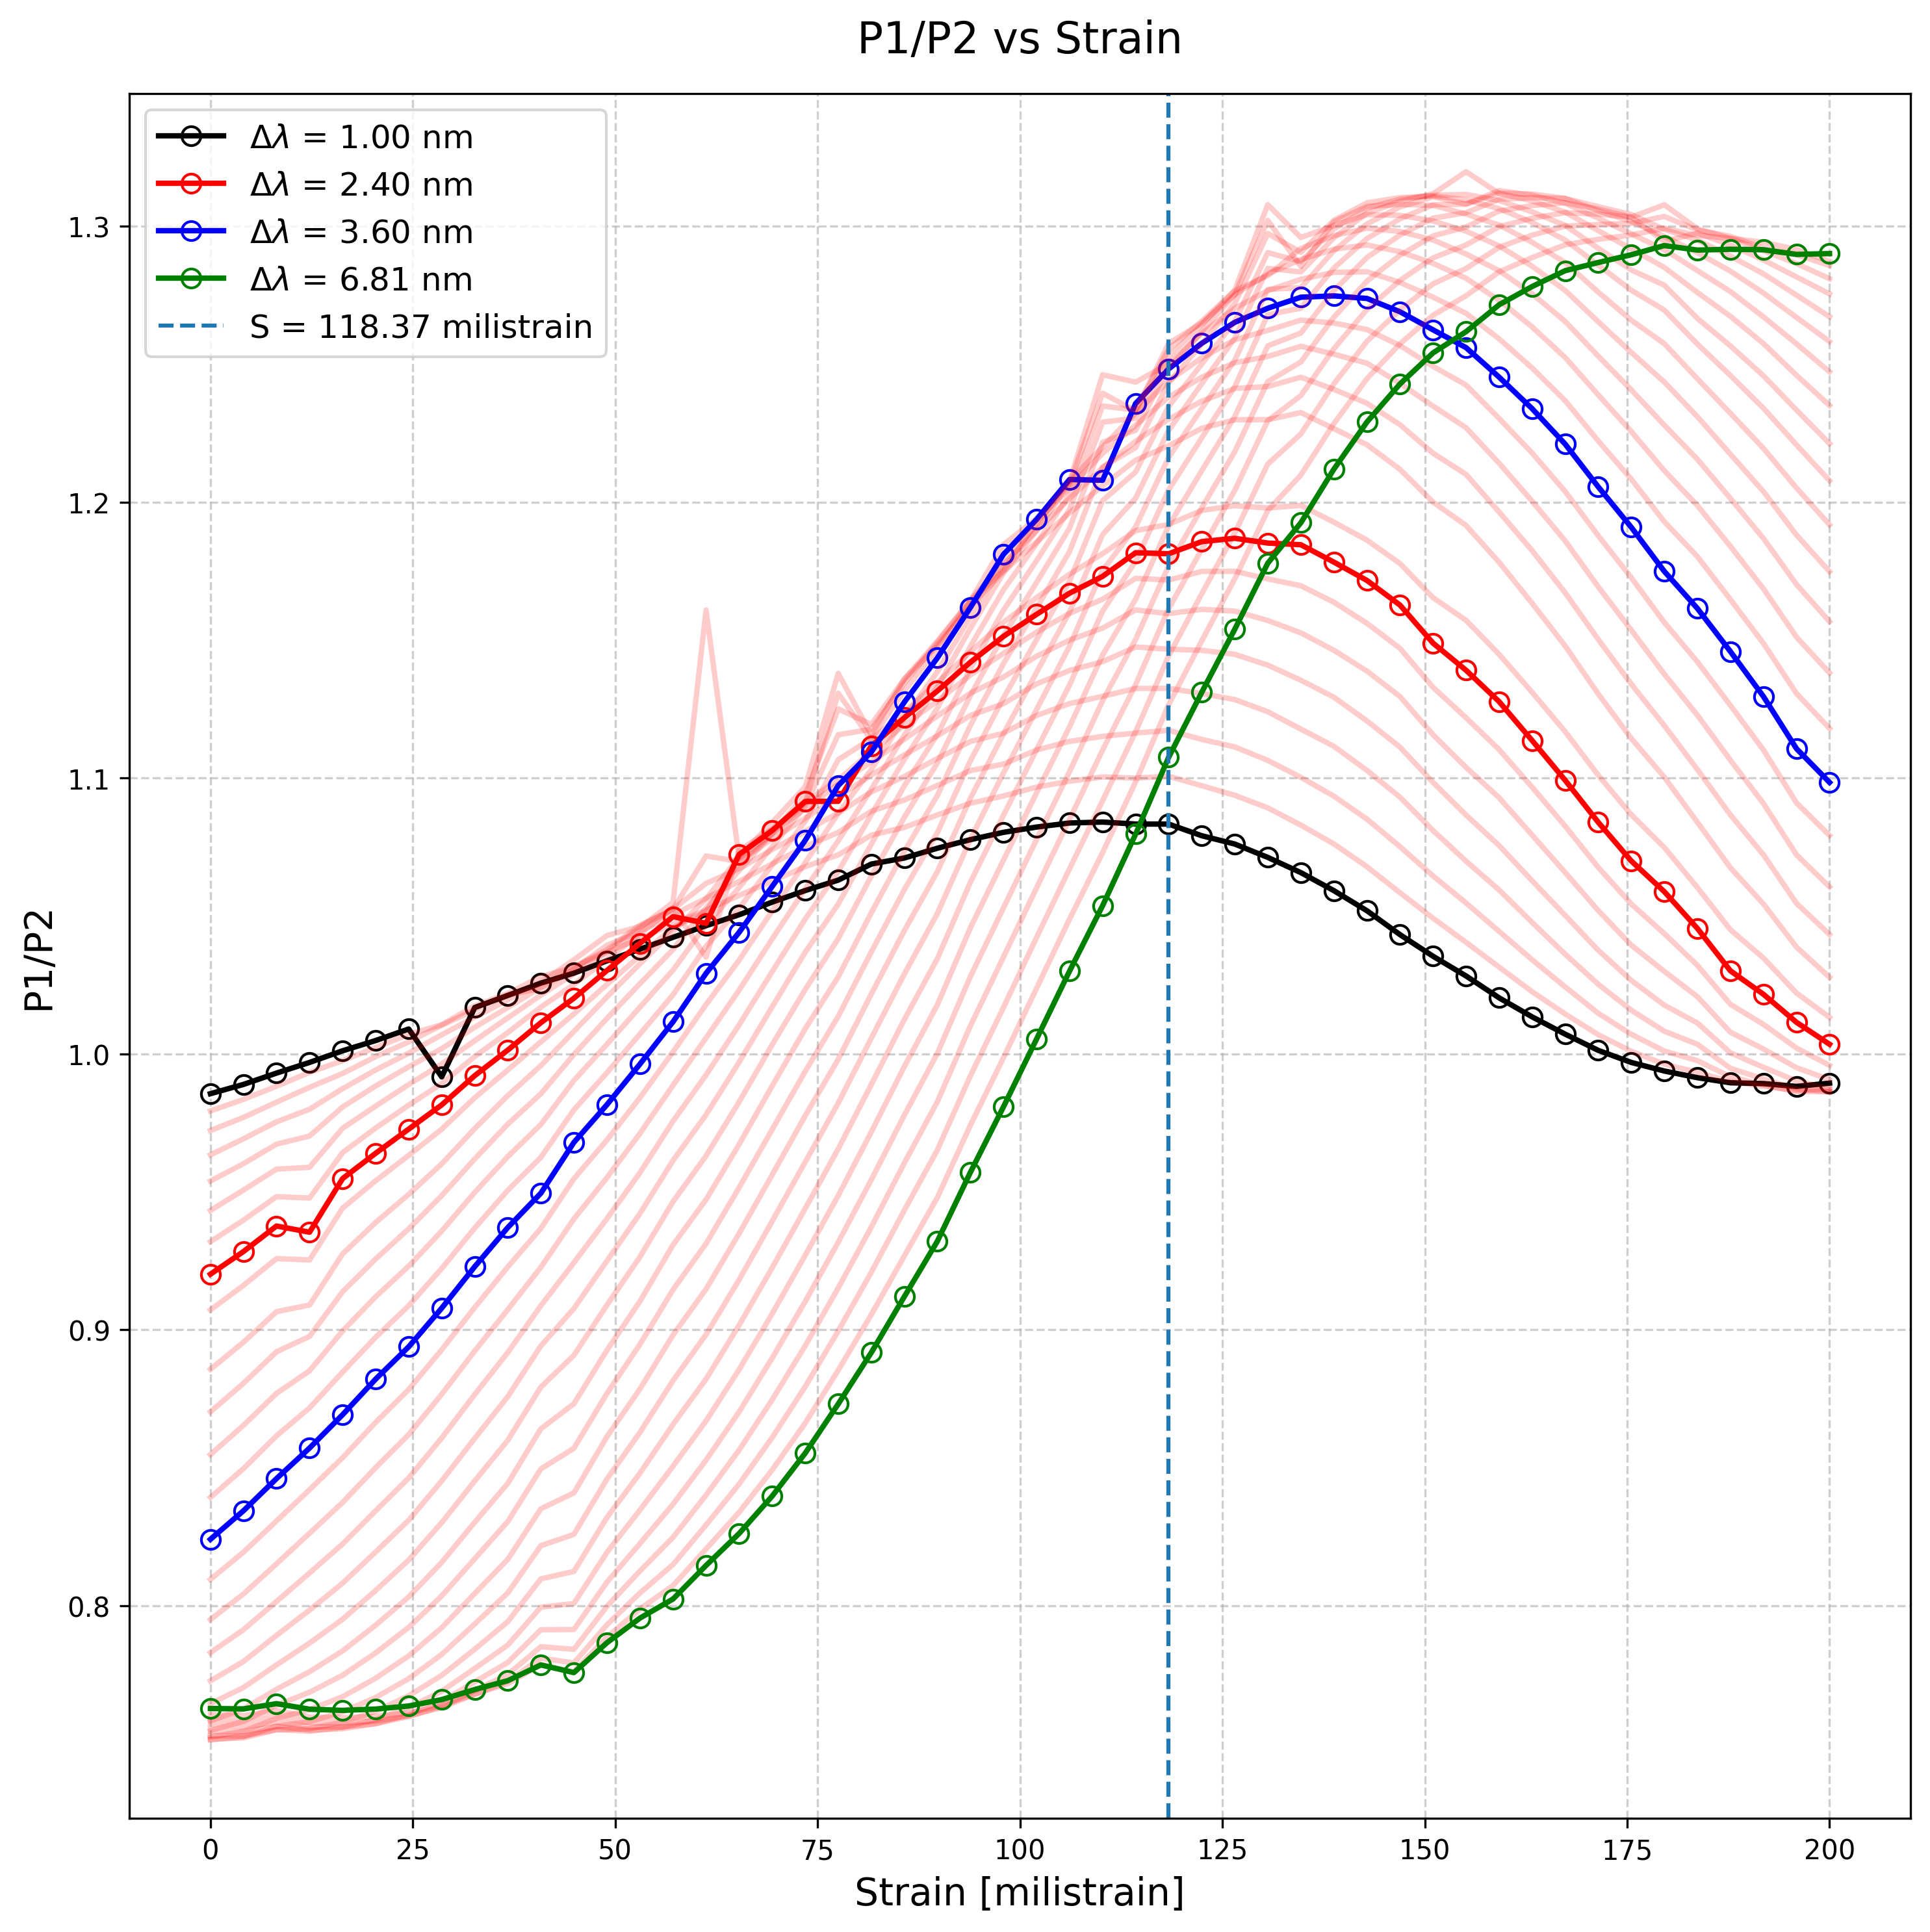 P1/P2 vs Strain
Δλ = 1.00 nm
Δλ = 2.40 nm
Δλ = 3.60 nm
Δλ = 6.81 nm
S = 118.37 milistrain
P1/P2
1.3
1.2
1.1
1.0
0.9
0.8
0 25 50 75 100 125 150 175 200
Strain [milistrain]